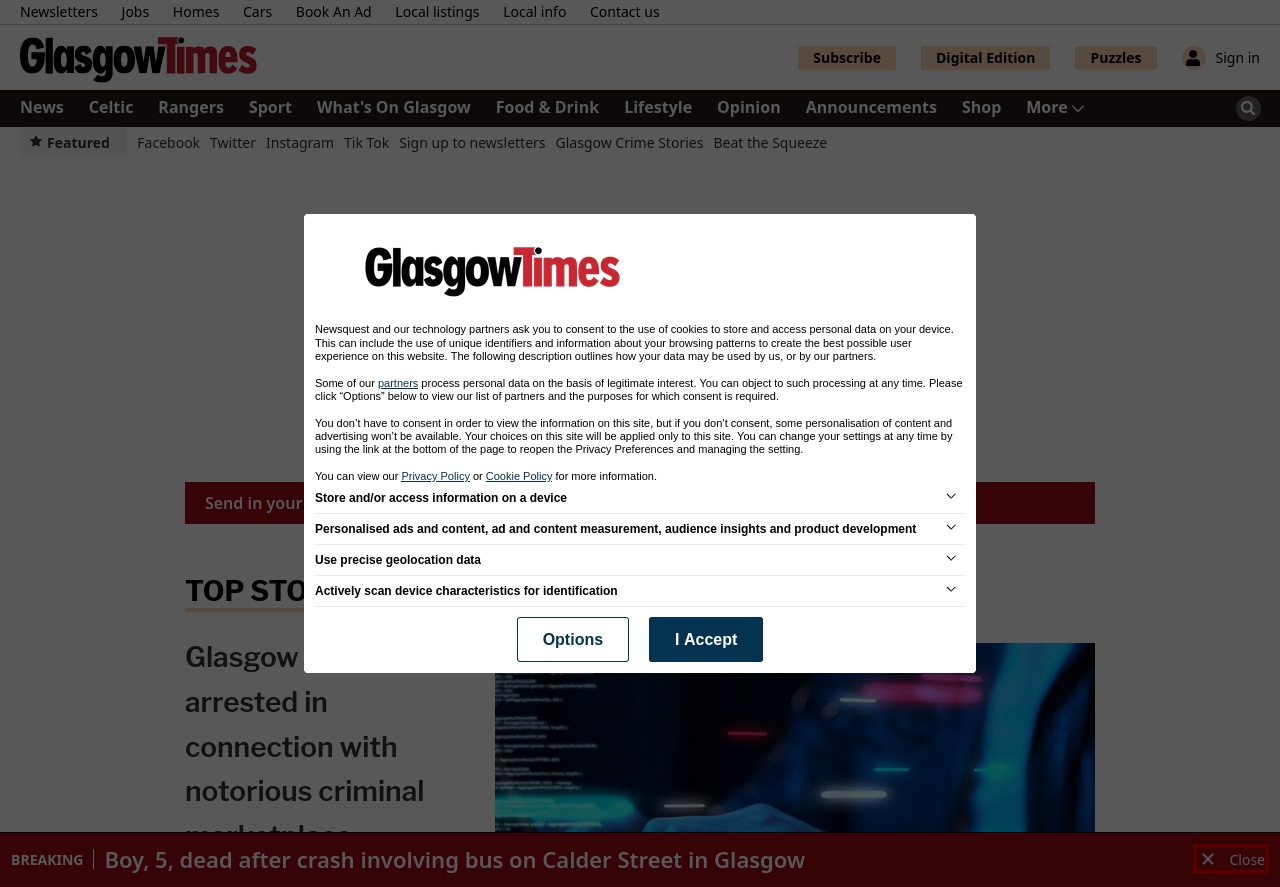 Newsletters Jobs Homes Cars Book An Ad Local listings Local info Contact us
GlasgowTimes Subscribe Digital Edition Puzzles Sign in
News Celtic Rangers Sport What's On Glasgow Food & Drink Lifestyle Opinion Announcements Shop More
Featured Facebook Twitter Instagram Tik Tok Sign up to newsletters Glasgow Crime Stories Beat the Squeeze
GlasgowTimes
Newsquest and our technology partners ask you to consent to the use of cookies to store and access personal data on your device.
This can include the use of unique identifiers and information about your browsing patterns to create the best possible user
experience on this website. The following description outlines how your data may be used by us, or by our partners.
Some of our partners process personal data on the basis of legitimate interest. You can object to such processing at any time. Please
click “Options” below to view our list of partners and the purposes for which consent is required.
You don’t have to consent in order to view the information on this site, but if you don’t consent, some personalisation of content and
advertising won’t be available. Your choices on this site will be applied only to this site. You can change your settings at any time by
using the link at the bottom of the page to reopen the Privacy Preferences and managing the setting.
You can view our Privacy Policy or Cookie Policy for more information.
Send in your
Store and/or access information on a device
Personalised ads and content, ad and content measurement, audience insights and product development
Use precise geolocation data
TOP STO
Actively scan device characteristics for identification
Options I Accept
Glasgow
arrested in
connection with
notorious criminal
marketplace
BREAKING Boy, 5, dead after crash involving bus on Calder Street in Glasgow Close